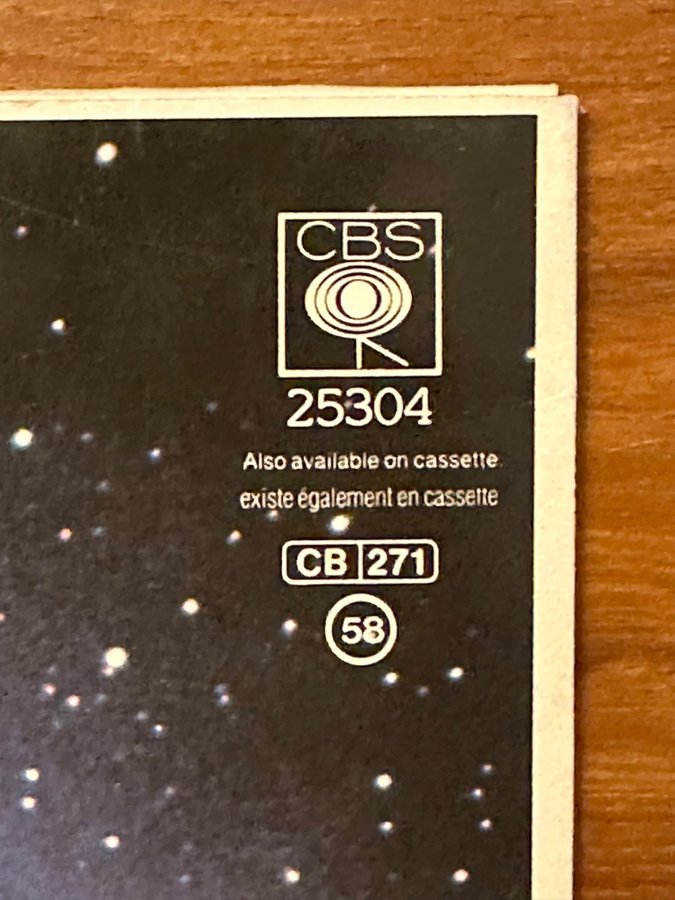 CBS
25304
Also available on cassette.
existe également en cassette
CB 271
58